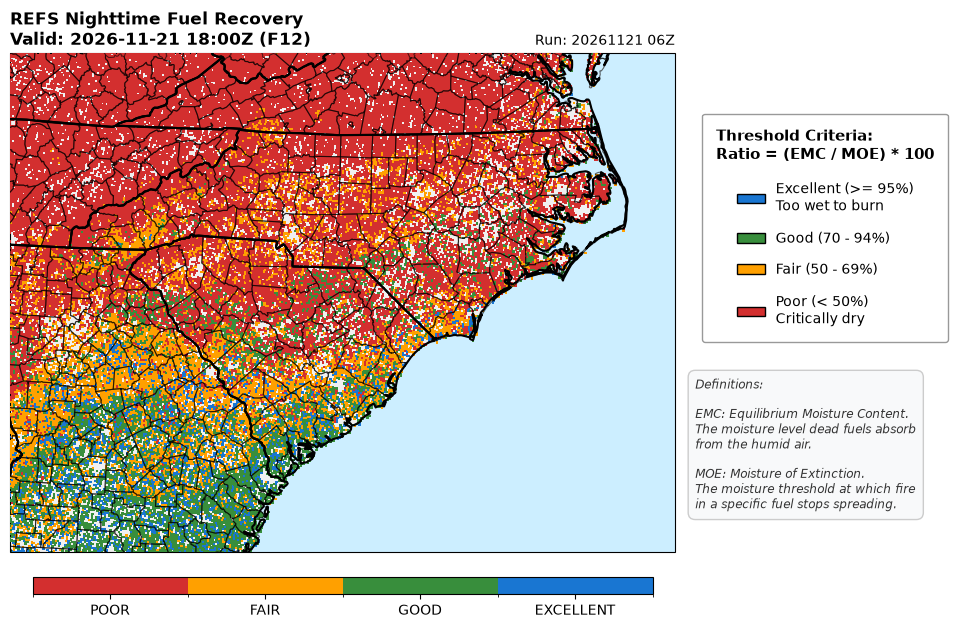 REFS Nighttime Fuel Recovery
Valid: 2026-11-21 18:00Z (F12)
Run: 20261121 06Z
Threshold Criteria:
Ratio = (EMC / MOE) * 100
Excellent (>= 95%)
Too wet to burn
Good (70 - 94%)
Fair (50 - 69%)
Poor (< 50%)
Critically dry
Definitions:
EMC: Equilibrium Moisture Content.
The moisture level dead fuels absorb
from the humid air.
MOE: Moisture of Extinction.
The moisture threshold at which fire
in a specific fuel stops spreading.
POOR
FAIR
GOOD
EXCELLENT